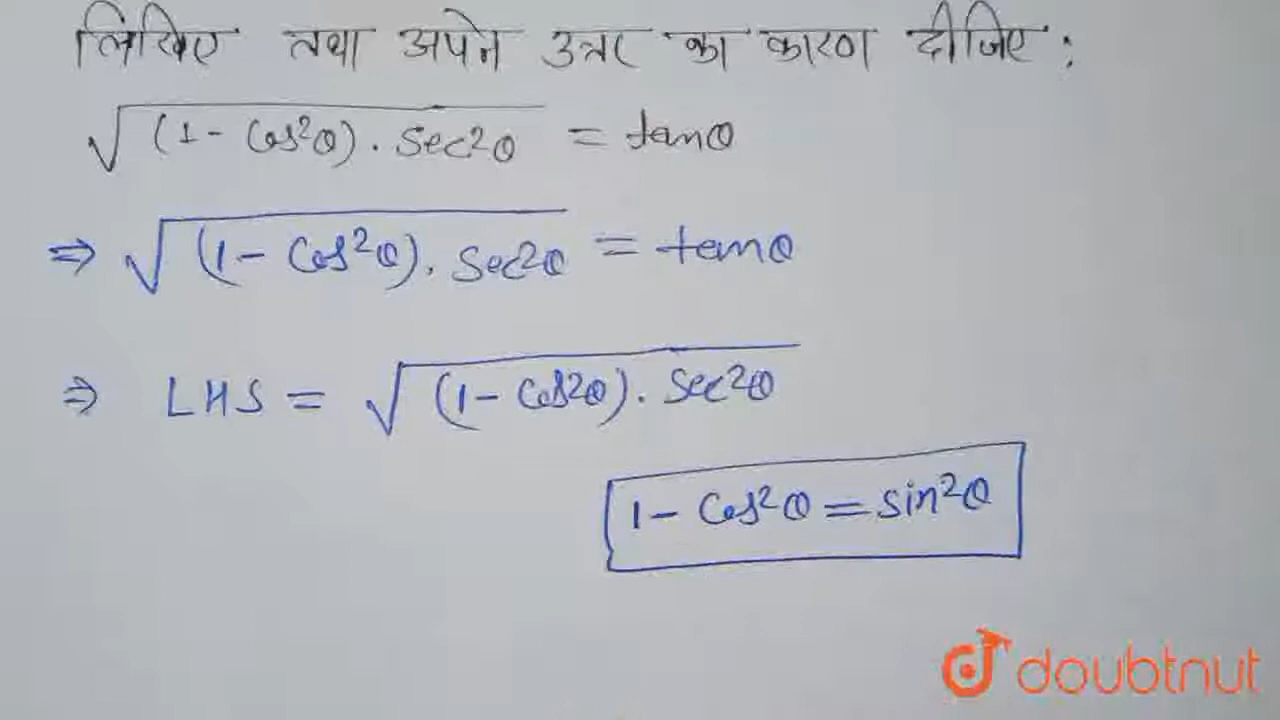 लिखिए तथा अपने उत्तर का कारण दीजिए :
√(1 - Cos²θ) . Sec²θ = tanθ
⇒ √(1 - Cos²θ) . Sec²θ = tanθ
⇒ LHS = √(1 - Cos²θ) . Sec²θ
1 - Cos²θ = Sin²θ
doubtnut